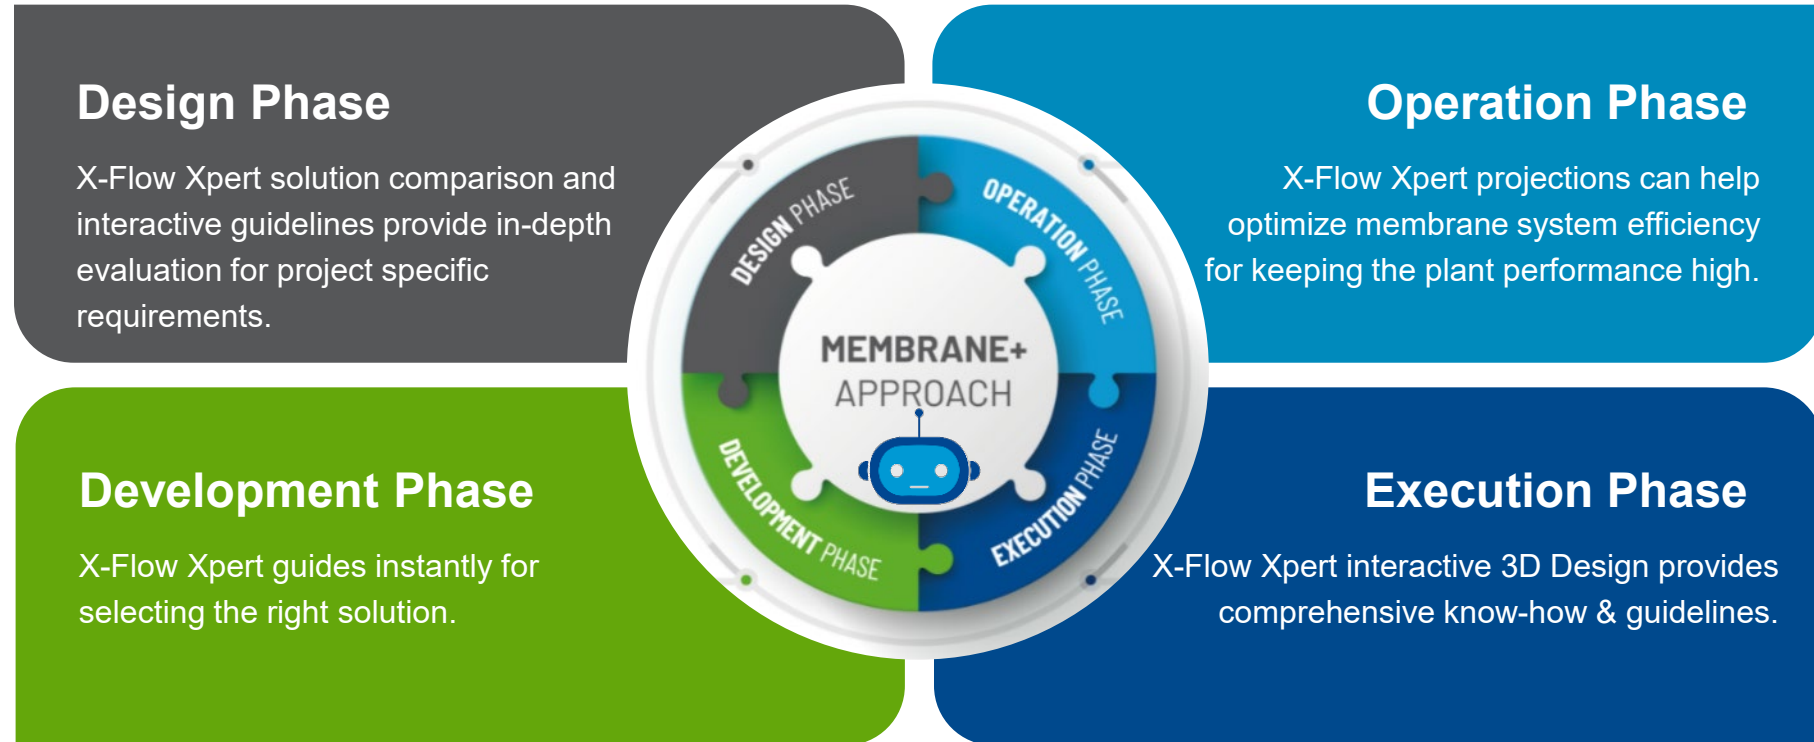 Design Phase
X-Flow Xpert solution comparison and
interactive guidelines provide in-depth
evaluation for project specific
requirements.
Operation Phase
X-Flow Xpert projections can help
optimize membrane system efficiency
for keeping the plant performance high.
DESIGN PHASE
OPERATION PHASE
MEMBRANE+
APPROACH
DEVELOPMENT PHASE
EXECUTION PHASE
Development Phase
X-Flow Xpert guides instantly for
selecting the right solution.
Execution Phase
X-Flow Xpert interactive 3D Design provides
comprehensive know-how & guidelines.